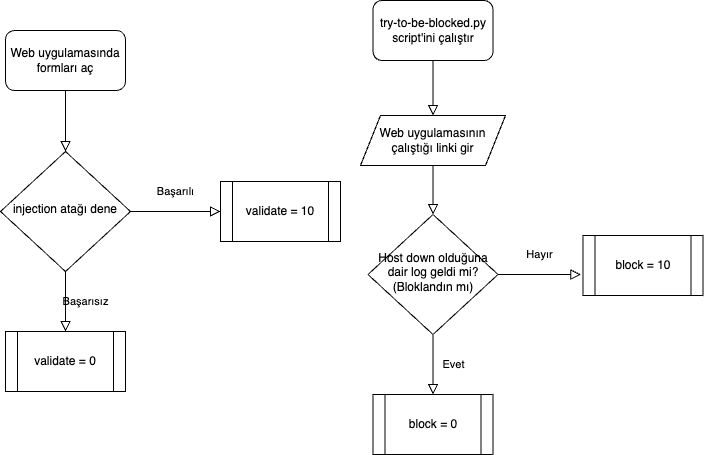 Web uygulamasında
formları aç
injection atağı dene
Başarılı
validate = 10
Başarısız
validate = 0
try-to-be-blocked.py
script'ini çalıştır
Web uygulamasının
çalıştığı linki gir
Host down olduğuna
dair log geldi mi?
(Bloklandın mı)
Hayır
block = 10
Evet
block = 0